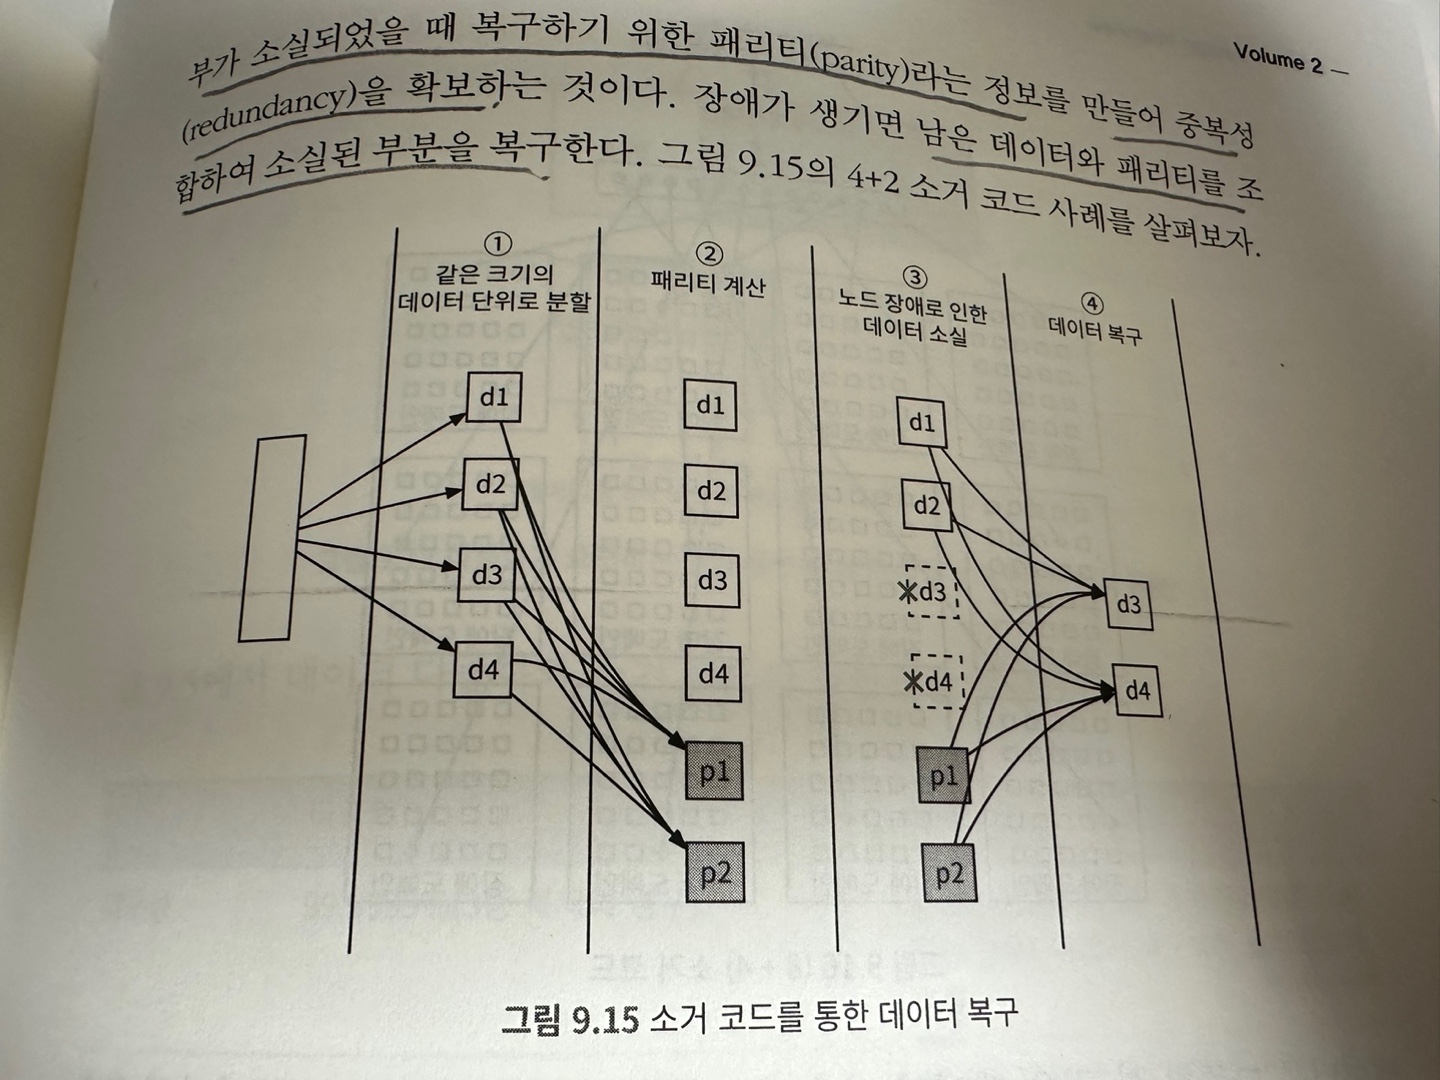 Volume 2 —
부가 소실되었을 때 복구하기 위한 패리티(parity)라는 정보를 만들어 중복성
(redundancy)을 확보하는 것이다. 장애가 생기면 남은 데이터와 패리티를 조
합하여 소실된 부분을 복구한다. 그림 9.15의 4+2 소거 코드 사례를 살펴보자.
①
같은 크기의
데이터 단위로 분할
d1
d2
d3
d4
②
패리티 계산
d1
d2
d3
d4
p1
p2
③
노드 장애로 인한
데이터 소실
d1
d2
d3
d4
p1
p2
④
데이터 복구
d3
d4
그림 9.15 소거 코드를 통한 데이터 복구